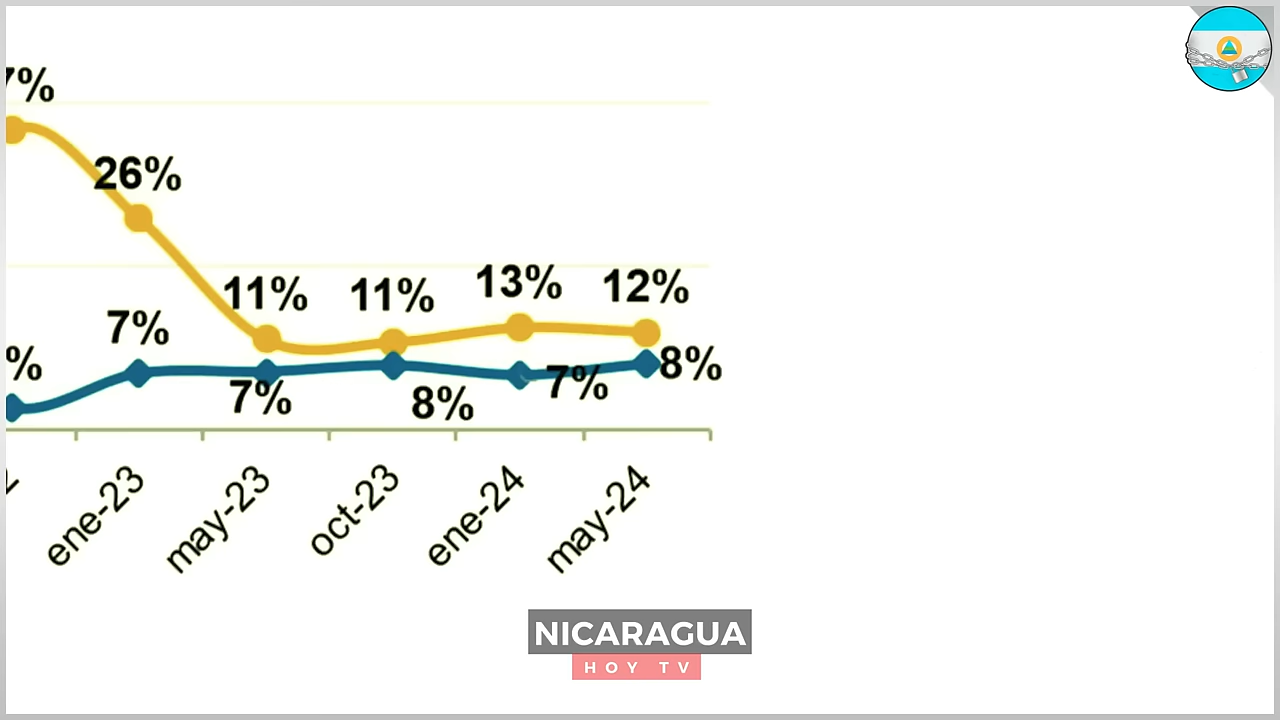 7%
26%
11%
11%
13%
12%
7%
%
7%
8%
7%
8%
ene-23
may-23
oct-23
ene-24
may-24
NICARAGUA
HOY TV